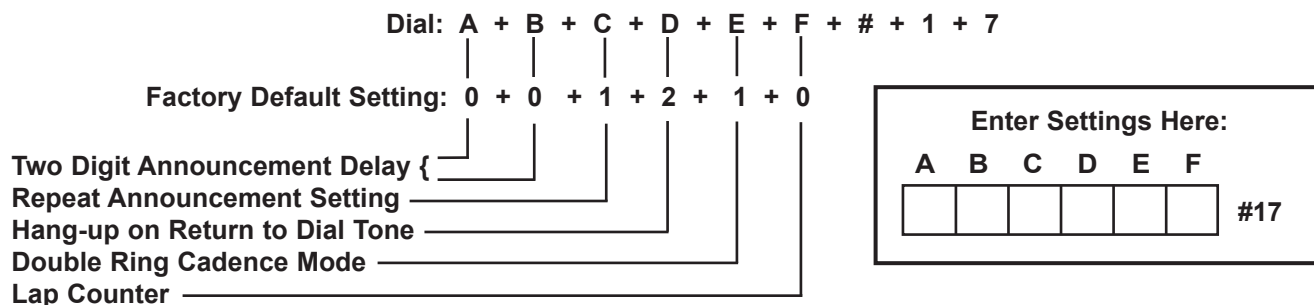 Dial: A + B + C + D + E + F + # + 1 + 7
Factory Default Setting: 0 + 0 + 1 + 2 + 1 + 0
Two Digit Announcement Delay {
Repeat Announcement Setting
Hang-up on Return to Dial Tone
Double Ring Cadence Mode
Lap Counter
Enter Settings Here:
A B C D E F
#17